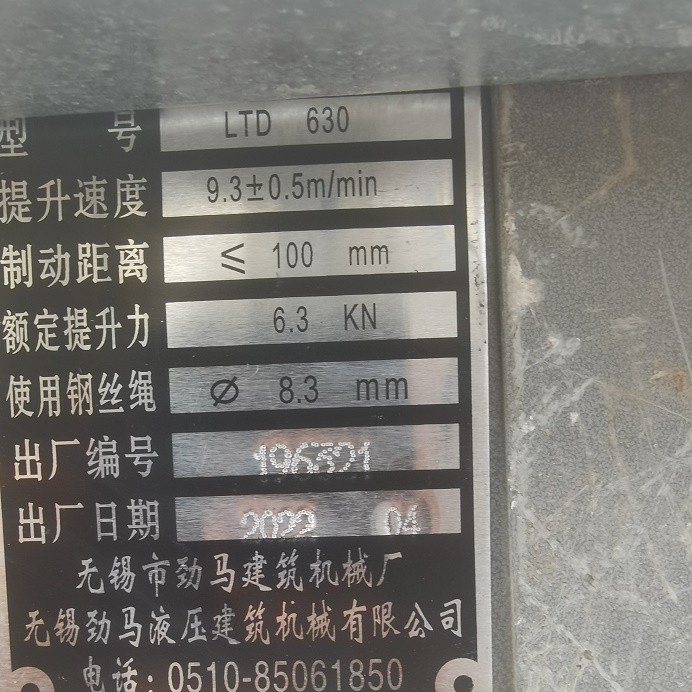 型 号 LTD 630
提升速度 9.3±0.5m/min
制动距离 ≤ 100 mm
额定提升力 6.3 KN
使用钢丝绳 Ø 8.3 mm
出厂编号 196321
出厂日期 2022 04
无锡市劲马建筑机械厂
无锡劲马液压建筑机械有限公司
电话:0510-85061850